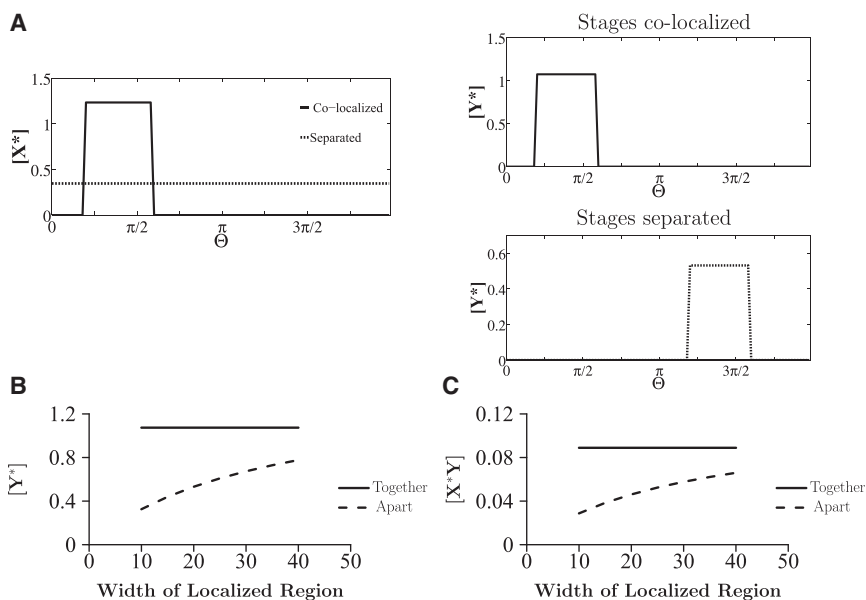 A
1.5
1
0.5
0
[X*]
Co-localized
Separated
0
π/2
π
3π/2
Θ
Stages co-localized
1.5
1
0.5
0
[Y*]
0
π/2
π
3π/2
Θ
Stages separated
0.6
0.4
0.2
0
[Y*]
0
π/2
π
3π/2
Θ
B
1.2
0.8
0.4
0
[Y*]
Together
Apart
0
10
20
30
40
50
Width of Localized Region
C
0.12
0.08
0.04
0
[X*Y]
Together
Apart
0
10
20
30
40
50
Width of Localized Region